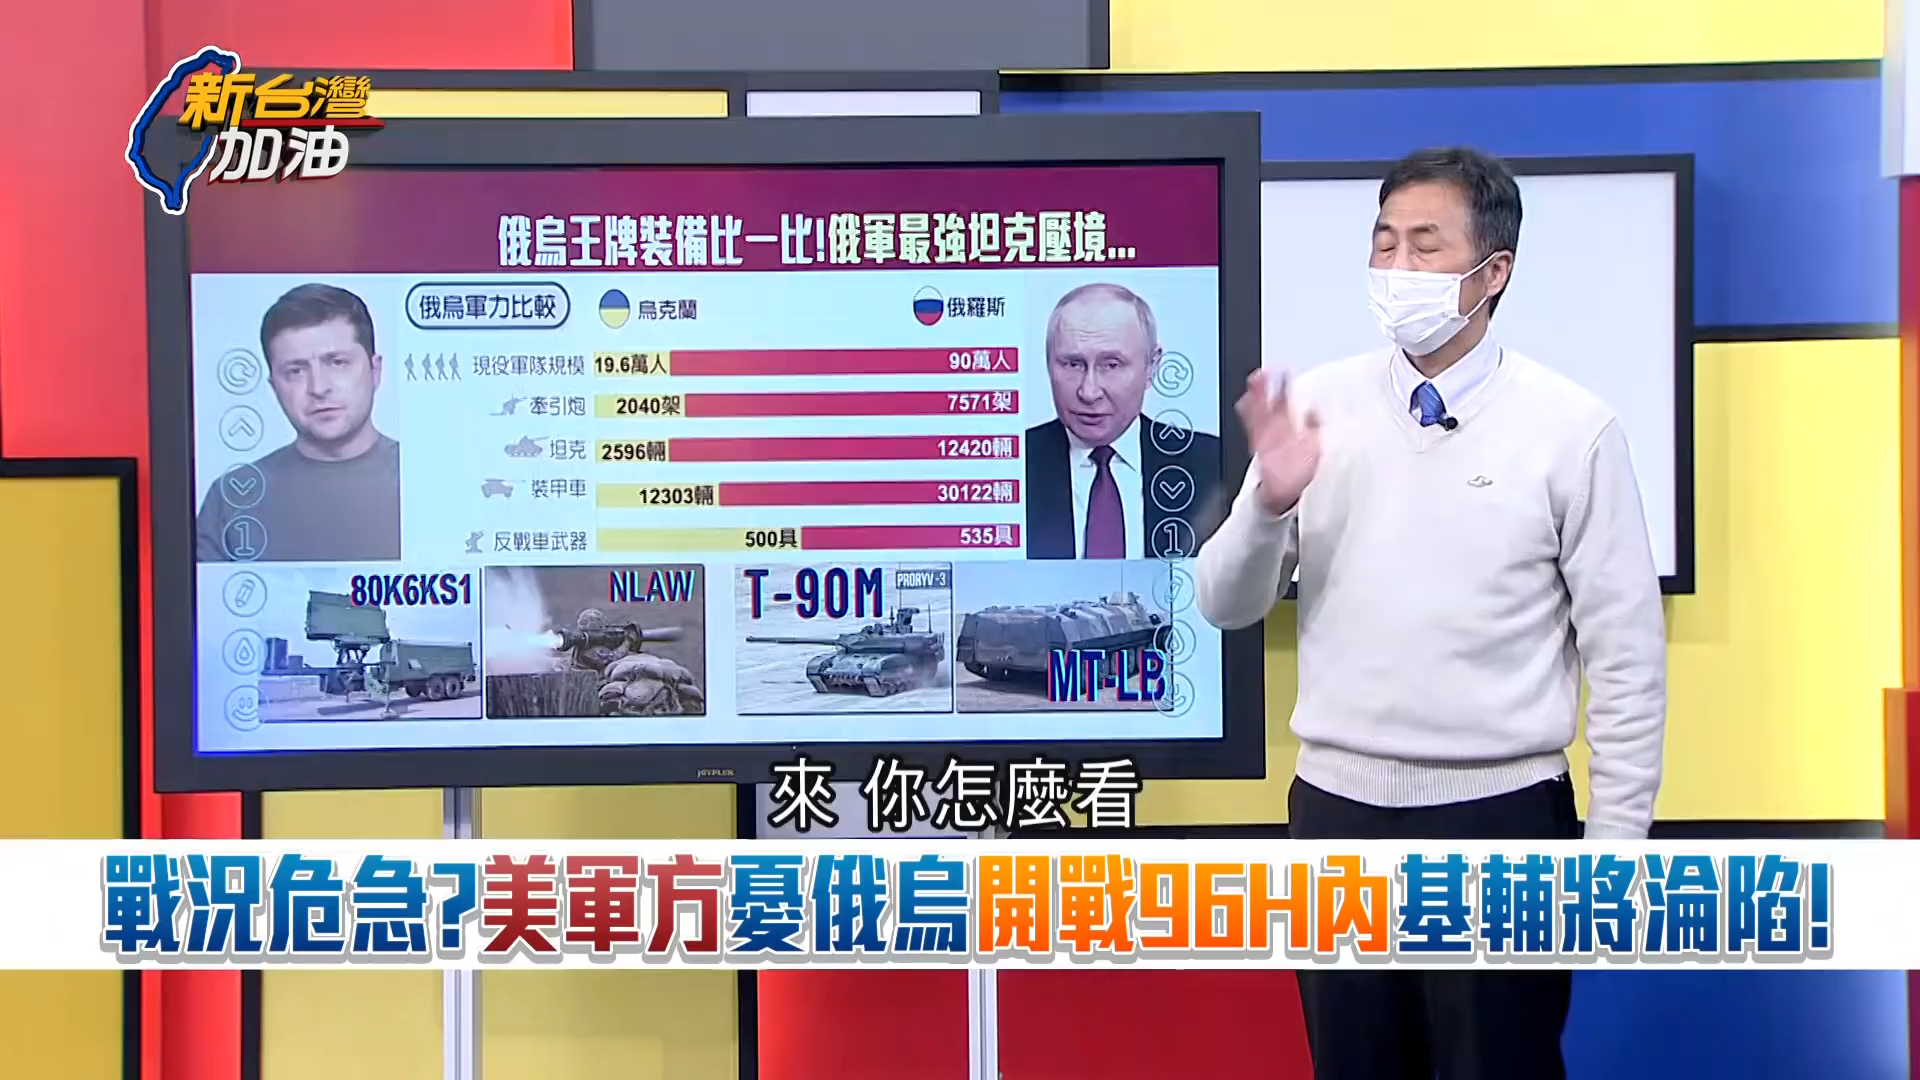 新台灣
加油
俄烏王牌裝備比一比!俄軍最強坦克壓境...
俄烏軍力比較
烏克蘭
俄羅斯
現役軍隊規模 19.6萬人 90萬人
牽引炮 2040架 7571架
坦克 2596輛 12420輛
裝甲車 12303輛 30122輛
反戰車武器 500具 535具
1
1
80K6KS1
NLAW
T-90M
PRORYV-3
MT-LB
JOYPLEX
來 你怎麼看
戰況危急?美軍方憂俄烏開戰96H內基輔將淪陷!